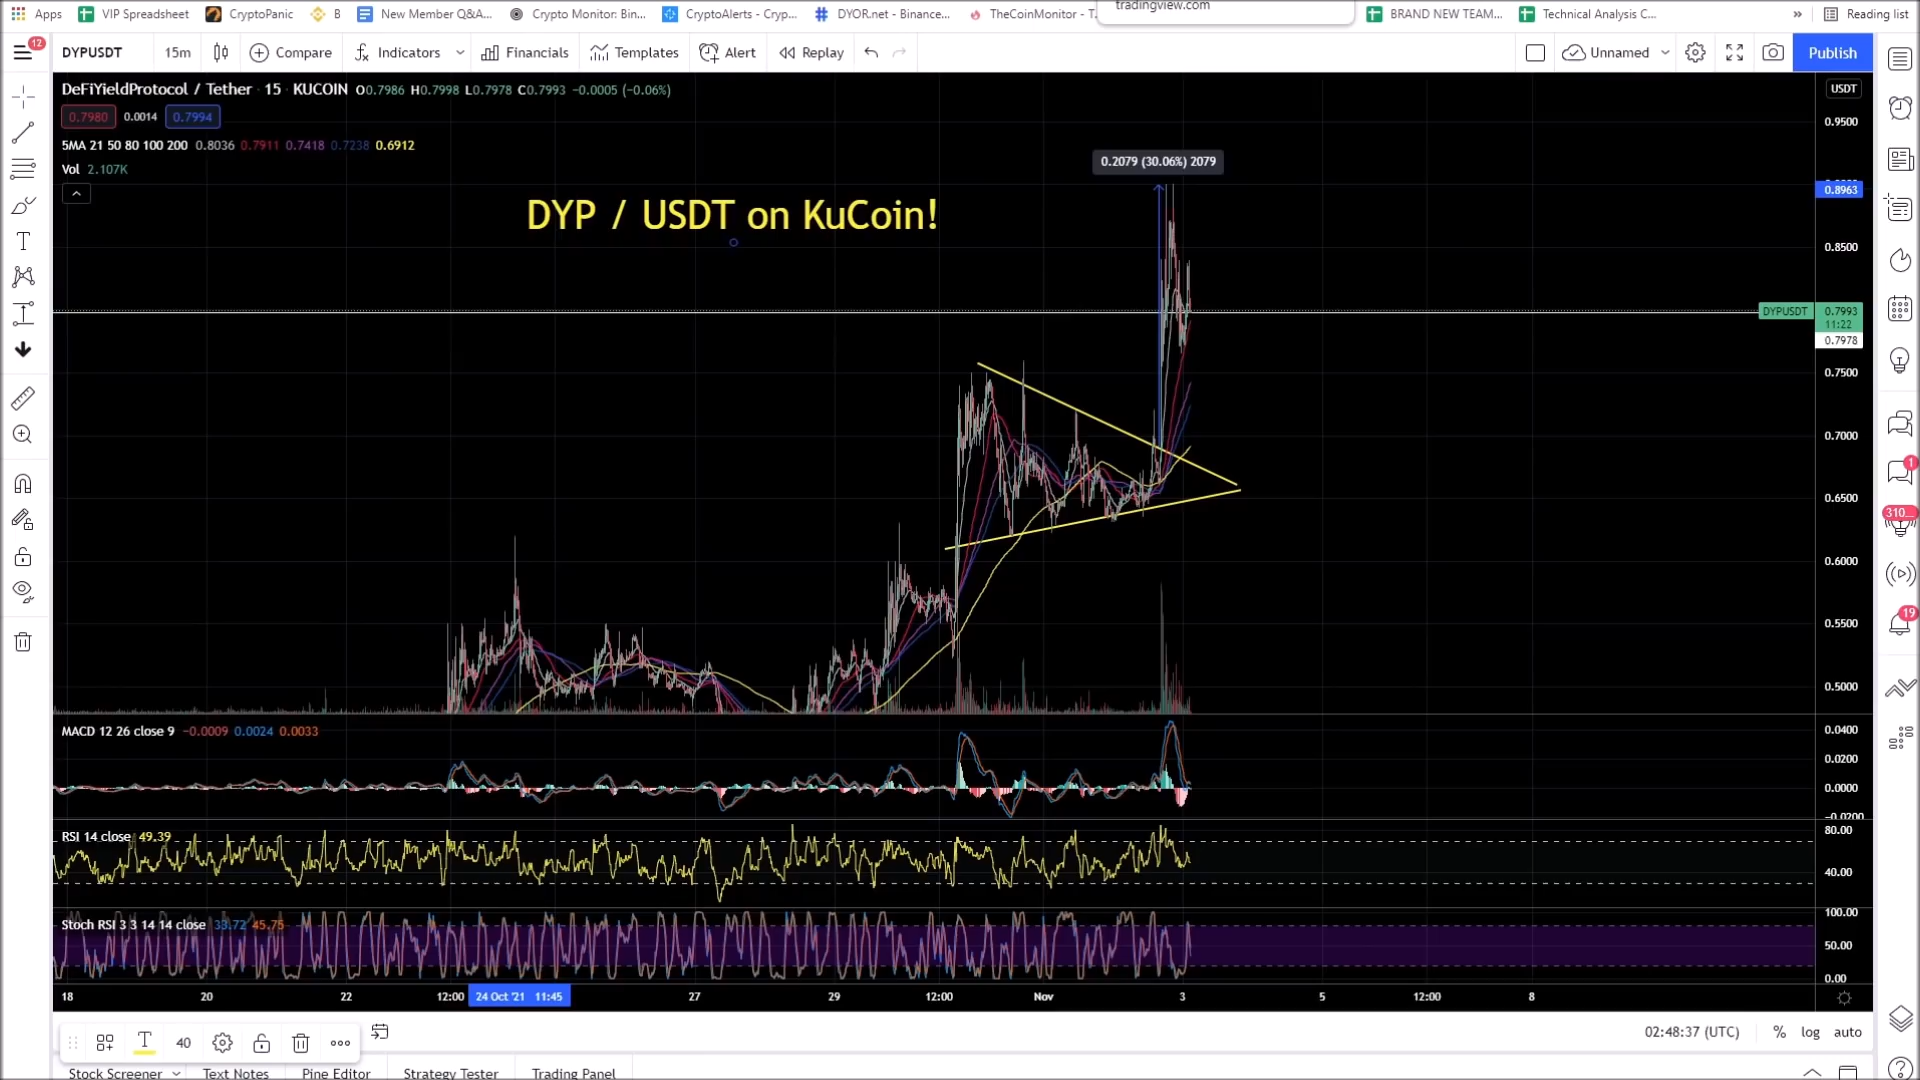 tradingview.com
Apps VIP Spreadsheet CryptoPanic B New Member Q&A... Crypto Monitor: Bin... CryptoAlerts - Cryp... DYOR.net - Binance... TheCoinMonitor - T... BRAND NEW TEAM... Technical Analysis C... » Reading list
12 DYPUSDT 15m Compare Indicators Financials Templates Alert Replay Unnamed Publish
DeFiYieldProtocol / Tether · 15 · KUCOIN O0.7986 H0.7998 L0.7978 C0.7993 −0.0005 (−0.06%) USDT
0.7980 0.0014 0.7994 0.9500
5MA 21 50 80 100 200 0.8036 0.7911 0.7418 0.7238 0.6912
0.2079 (30.06%) 2079
Vol 2.107K
0.8963
DYP / USDT on KuCoin!
0.8500
DYPUSDT 0.7993
11:22
0.7978
0.7500
0.7000
1
0.6500
310...
0.6000
19
0.5500
0.5000
MACD 12 26 close 9 −0.0009 0.0024 0.0033 0.0400
0.0200
0.0000
−0.0200
RSI 14 close 49.39 80.00
40.00
Stoch RSI 3 3 14 14 close 33.72 45.75 100.00
50.00
0.00
18 20 22 12:00 24 Oct '21 11:45 27 29 12:00 Nov 3 5 12:00 8
T 40 02:48:37 (UTC) % log auto
Stock Screener Text Notes Pine Editor Strategy Tester Trading Panel